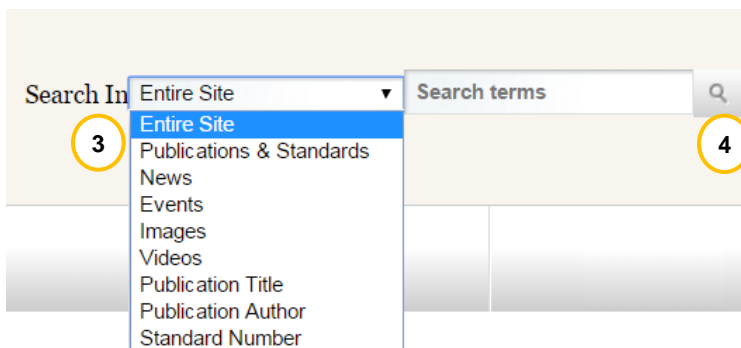 Search In Entire Site ▼ Search terms
3 Entire Site 4
Publications & Standards
News
Events
Images
Videos
Publication Title
Publication Author
Standard Number